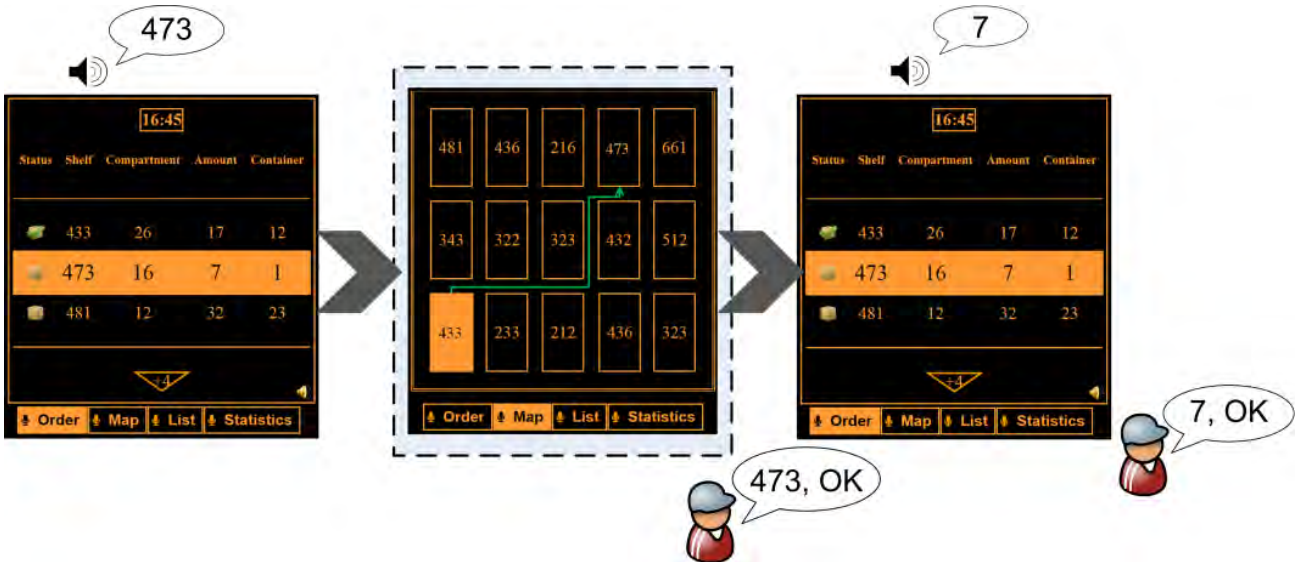 473
16:45
Status Shelf Compartment Amount Container
433 26 17 12
473 16 7 1
481 12 32 23
+4
Order Map List Statistics
481 436 216 473 661
343 322 323 432 512
433 233 212 436 323
Order Map List Statistics
473, OK
7
16:45
Status Shelf Compartment Amount Container
433 26 17 12
473 16 7 1
481 12 32 23
+4
Order Map List Statistics
7, OK